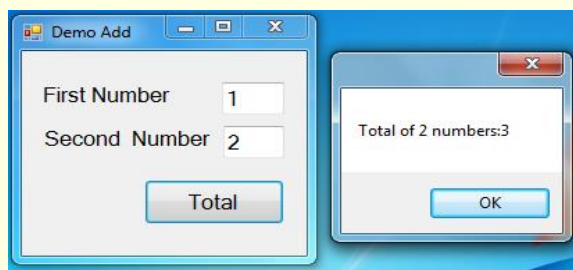 Demo Add
First Number 1
Second Number 2
Total
Total of 2 numbers:3
OK